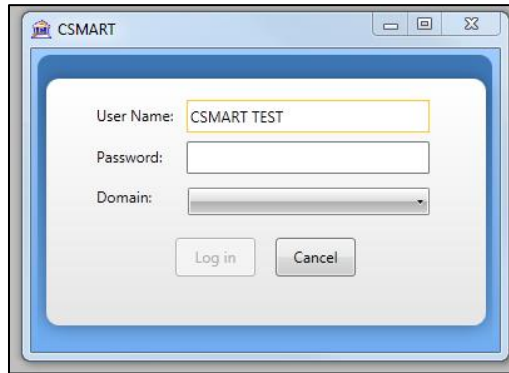 CSMART
User Name: CSMART TEST
Password:
Domain:
Log in Cancel